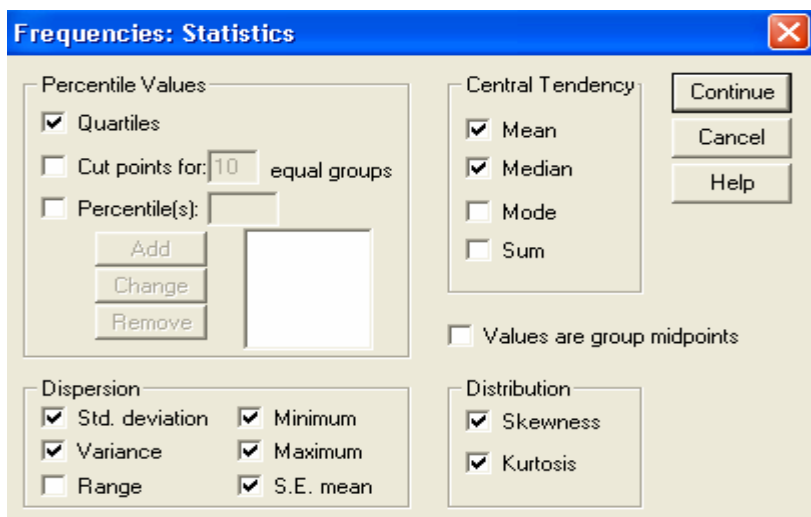 Frequencies: Statistics
Percentile Values
Quartiles
Cut points for: 10 equal groups
Percentile(s):
Add
Change
Remove
Central Tendency
Mean
Median
Mode
Sum
Continue
Cancel
Help
Values are group midpoints
Dispersion
Std. deviation Minimum
Variance Maximum
Range S.E. mean
Distribution
Skewness
Kurtosis